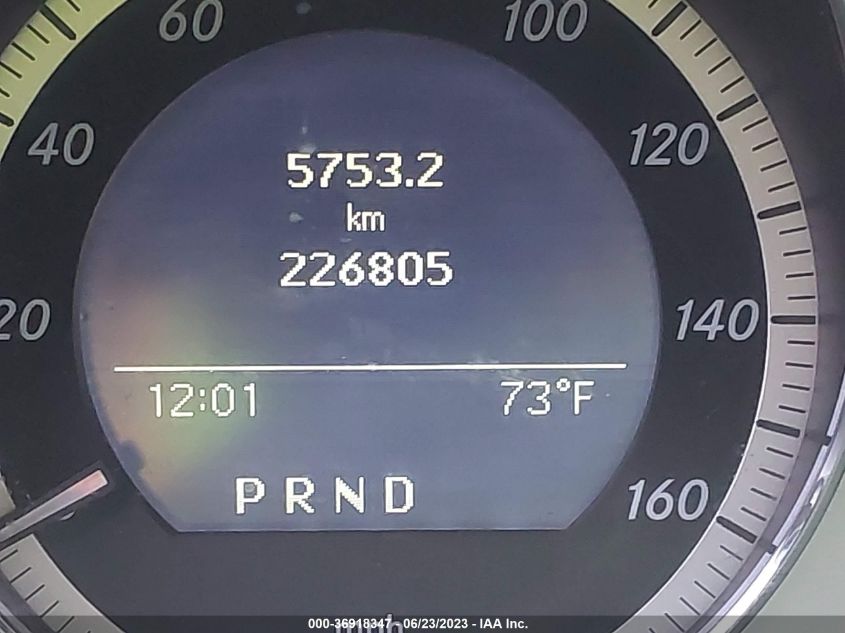 60 100
40 120
5753.2
km
226805
20 140
12:01 73°F
P R N D
160
mph
000-36918347 - 06/23/2023 - IAA Inc.